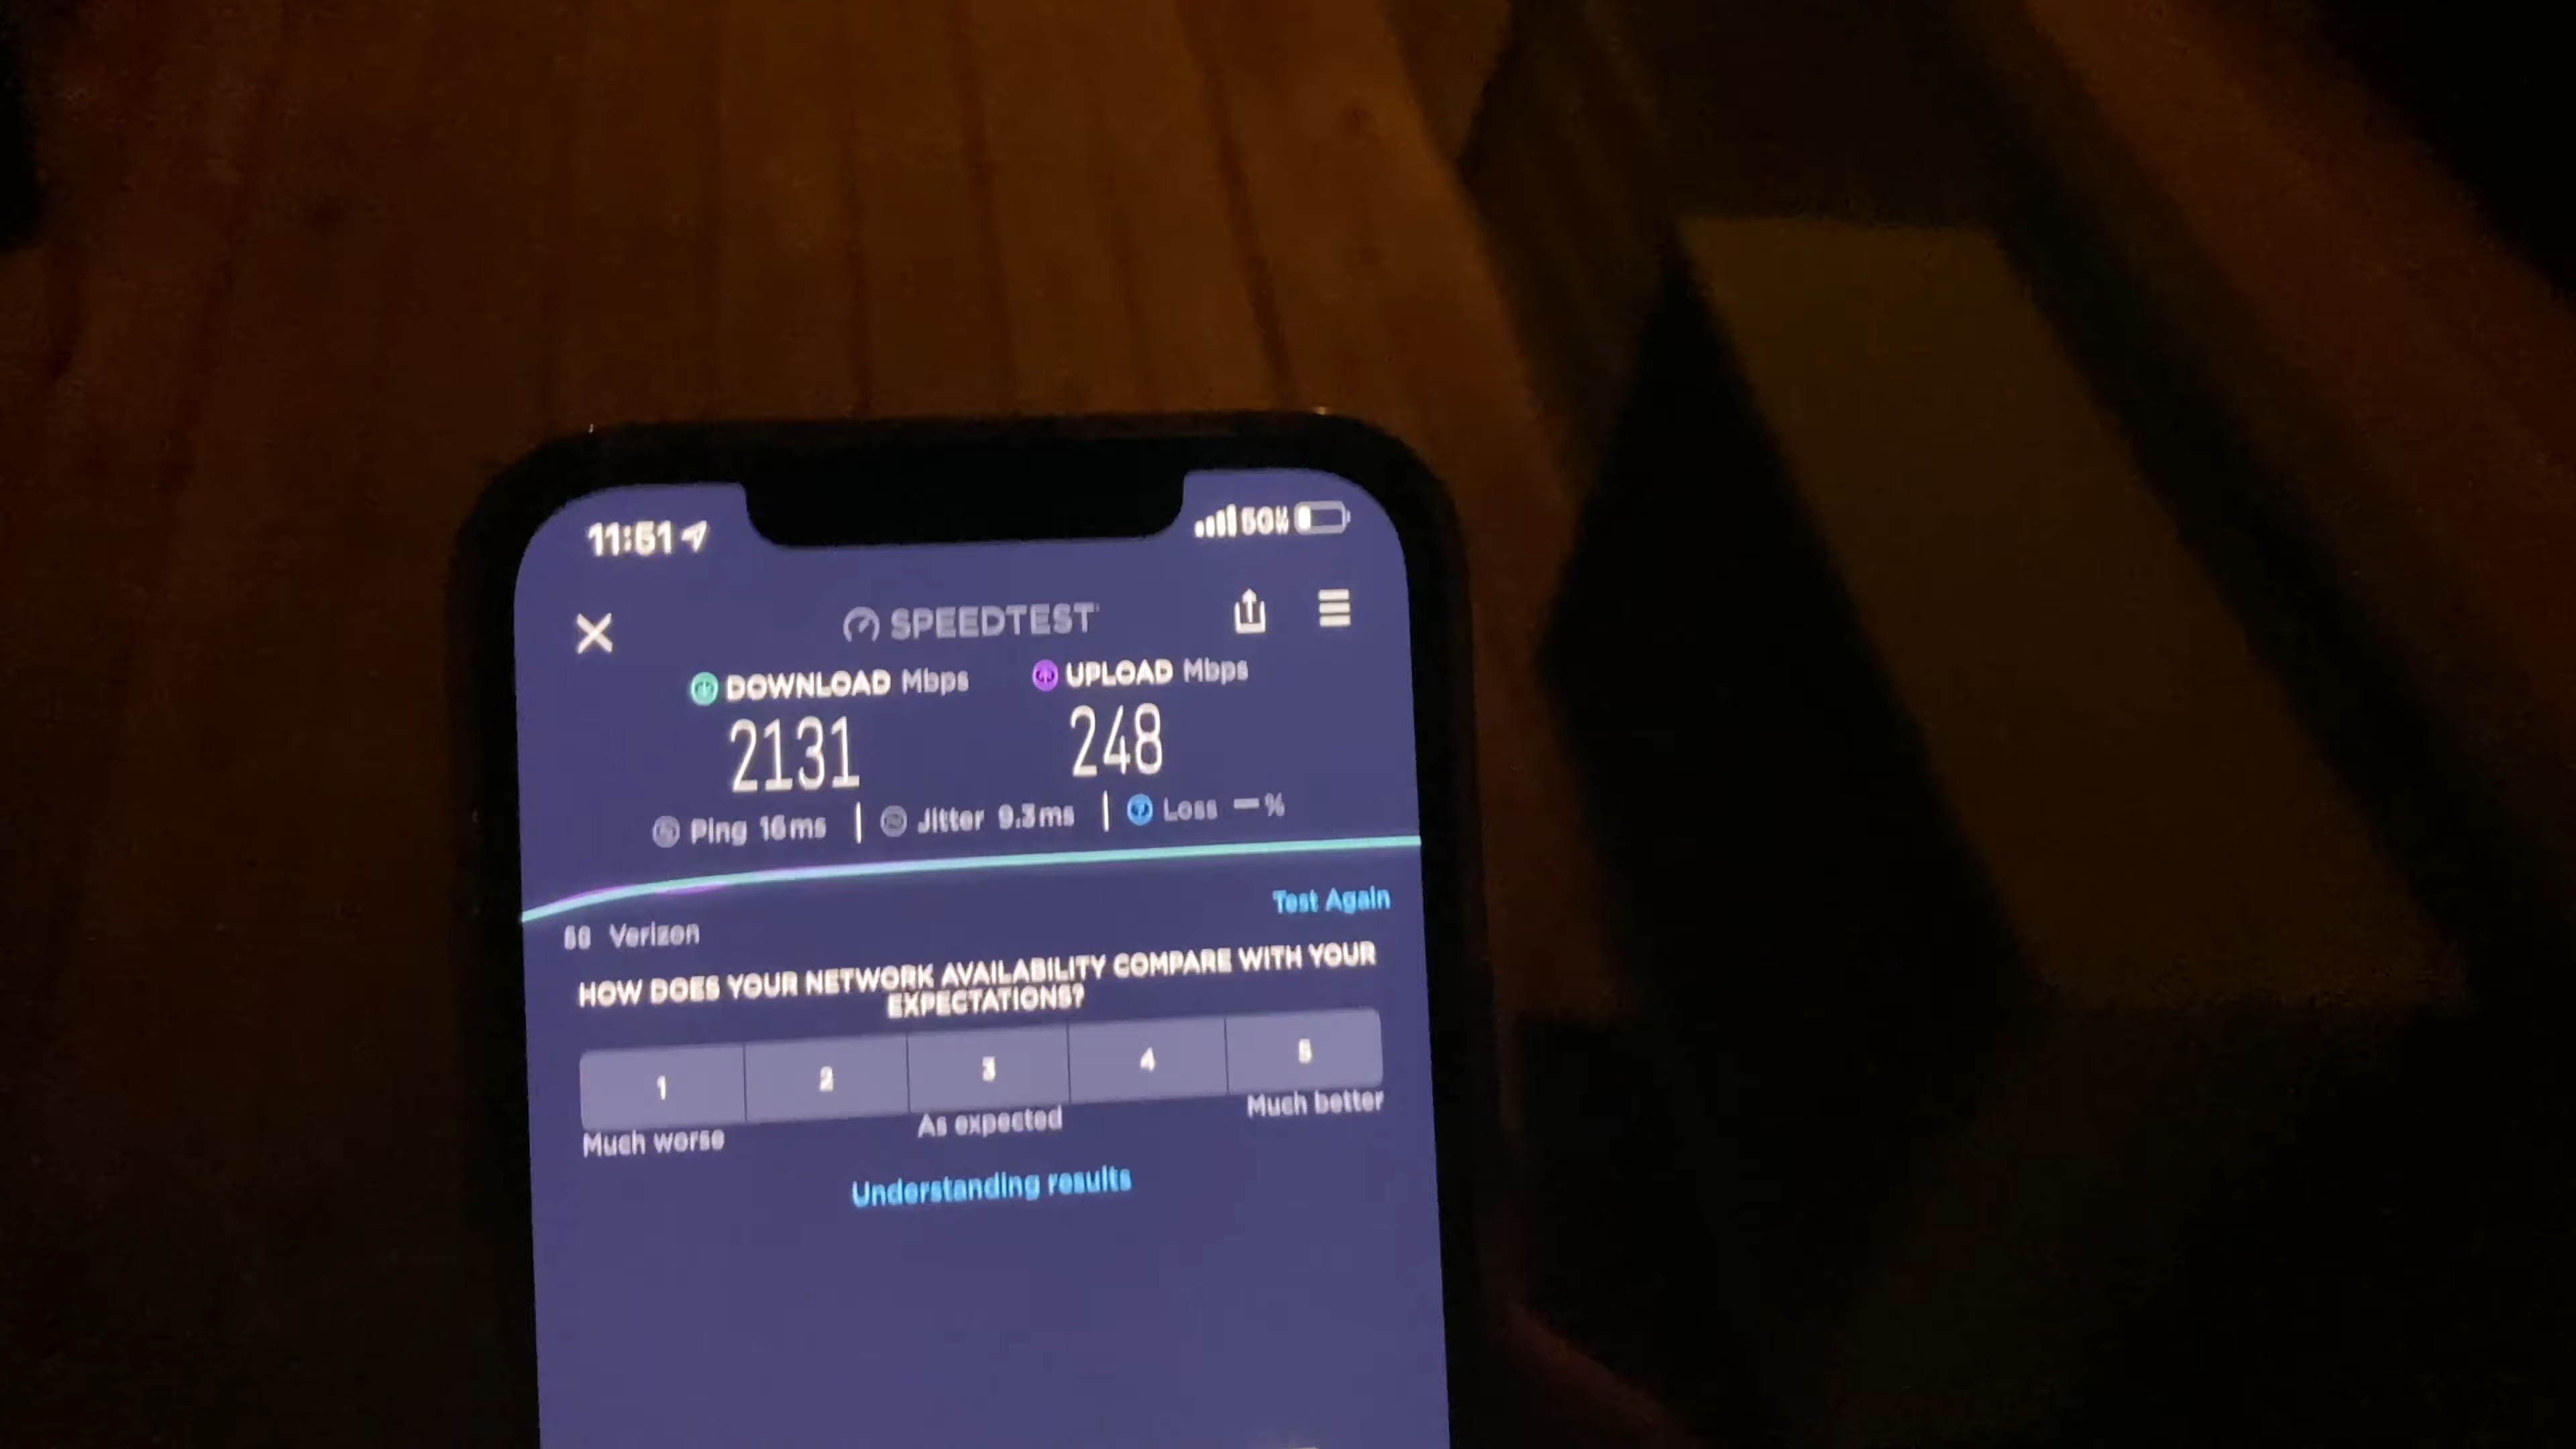 11:51
5G UW
SPEEDTEST
DOWNLOAD Mbps
UPLOAD Mbps
2131
248
Ping 16ms
Jitter 9.3ms
Loss — %
Test Again
5G Verizon
HOW DOES YOUR NETWORK AVAILABILITY COMPARE WITH YOUR
EXPECTATIONS?
1
2
3
4
5
Much worse
As expected
Much better
Understanding results